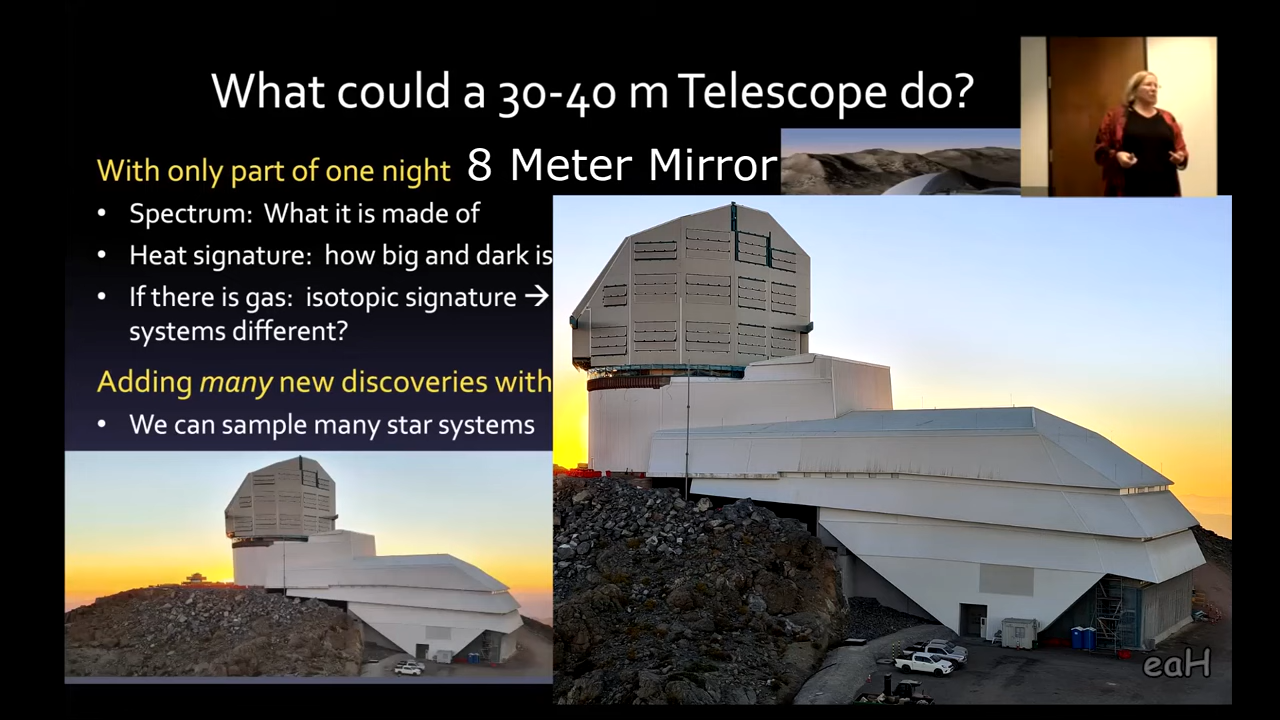 What could a 30-40 m Telescope do?
With only part of one night 8 Meter Mirror
• Spectrum: What it is made of
• Heat signature: how big and dark is
• If there is gas: isotopic signature →
systems different?
Adding many new discoveries with
• We can sample many star systems
eaH